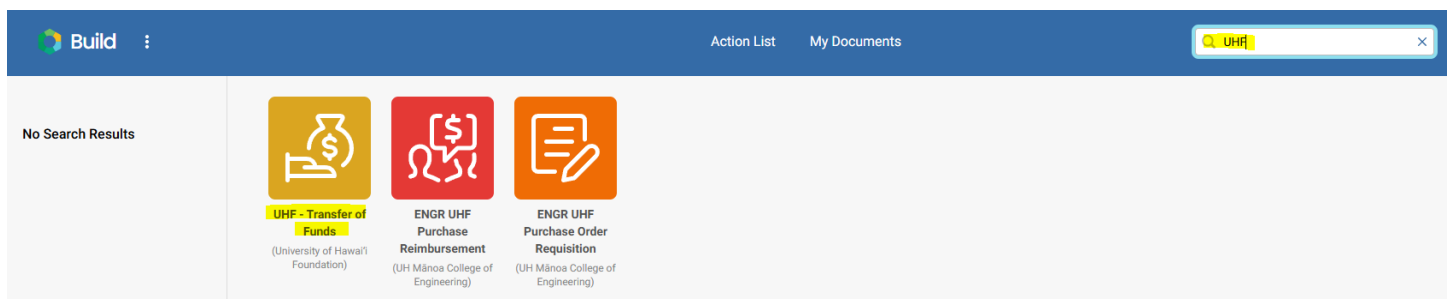 Build
Action List
My Documents
UHF
No Search Results
UHF - Transfer of
Funds
(University of Hawai'i
Foundation)
ENGR UHF
Purchase
Reimbursement
(UH Mānoa College of
Engineering)
ENGR UHF
Purchase Order
Requisition
(UH Mānoa College of
Engineering)